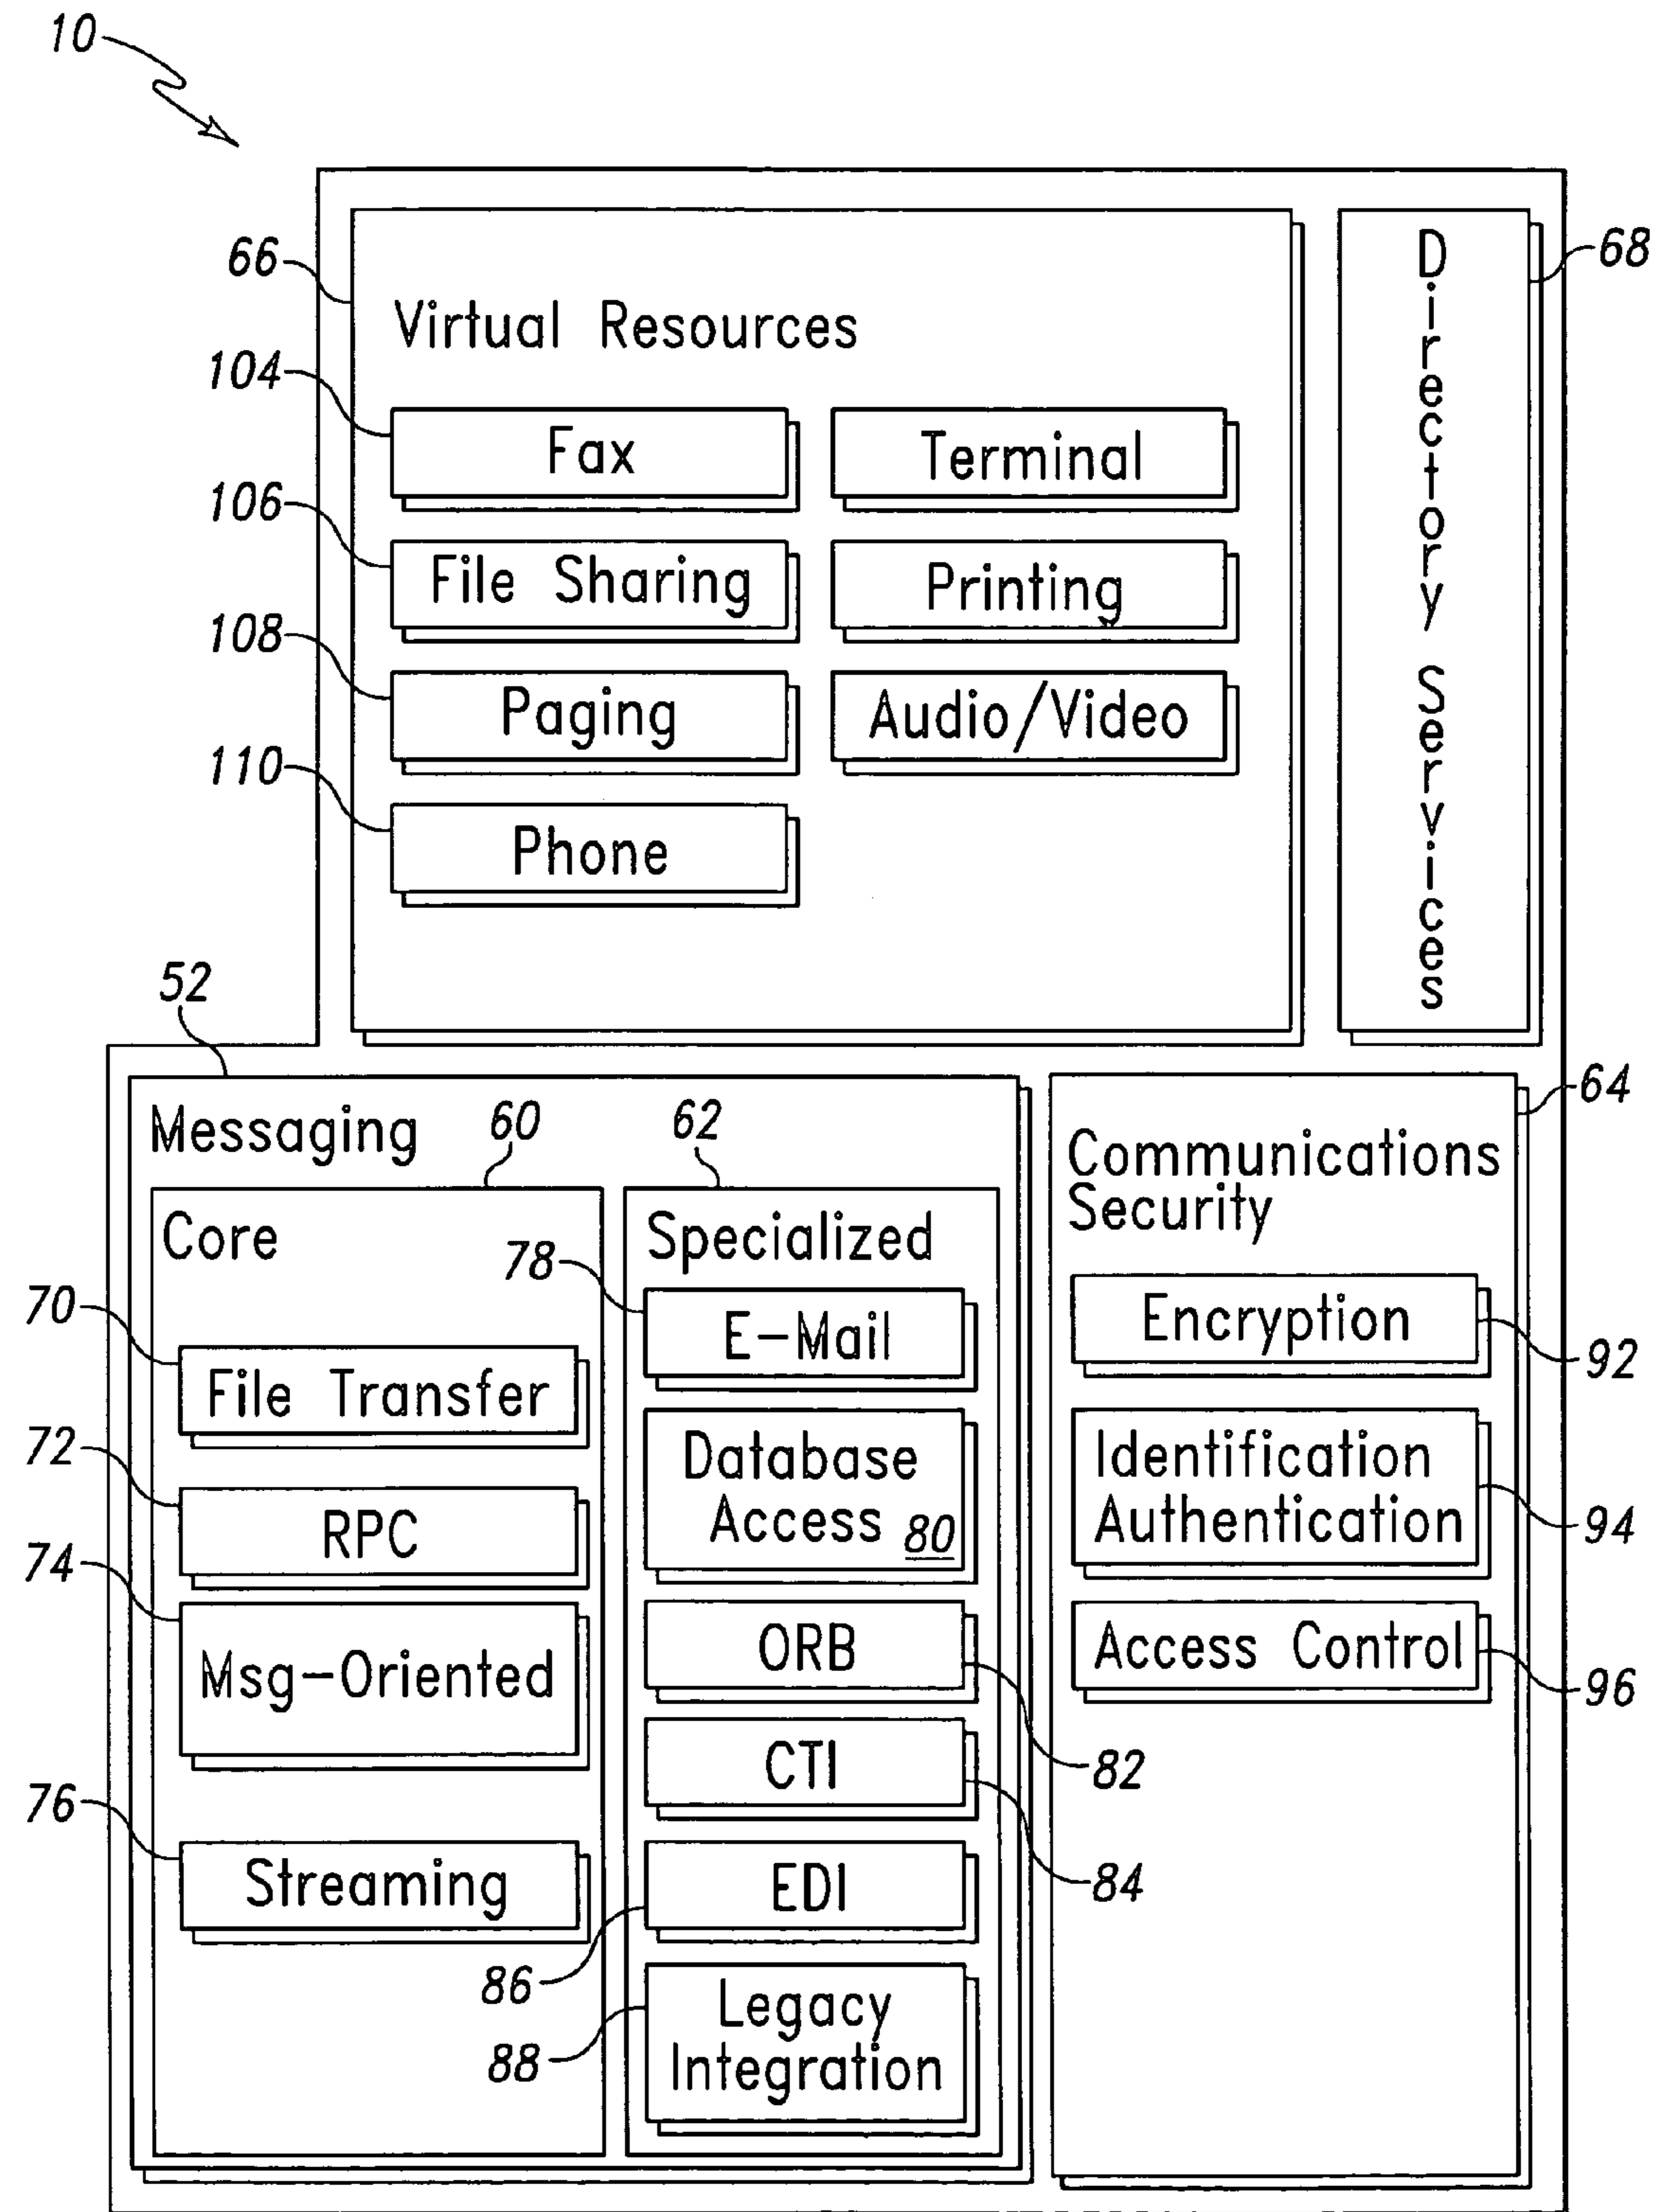 10
66
Virtual Resources
68
Directory Services
104
Fax
Terminal
106
File Sharing
Printing
108
Paging
Audio/Video
110
Phone
52
Messaging
60
62
64
Communications
Security
Core
Specialized
70
File Transfer
72
RPC
74
Msg-Oriented
76
Streaming
78
E-Mail
Database
Access 80
ORB
82
CTI
84
EDI
86
Legacy
Integration
88
Encryption
92
Identification
Authentication
94
Access Control
96